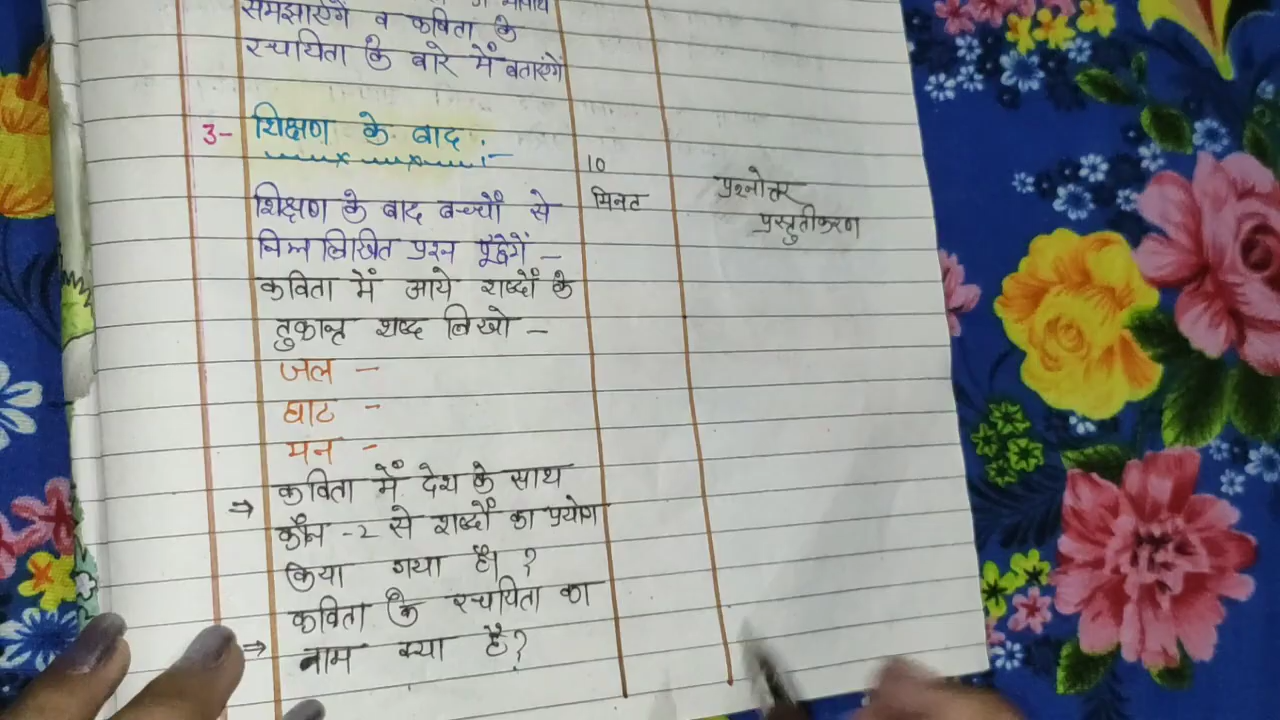 समझाएंगें व कविता के
रचयिता के बारे में बताएंगें
3- शिक्षण के बाद :-
10
मिनट
प्रश्नोत्तर
प्रस्तुतीकरण
शिक्षण के बाद बच्चों से
निम्नलिखित प्रश्न पूछेगें -
कविता में आये शब्दों के
तुकान्त शब्द लिखो -
जल -
घाट -
मन -
⇒ कविता में देश के साथ
कौन -2 से शब्दों का प्रयोग
किया गया है। ?
⇒ कविता के रचयिता का
नाम क्या है?